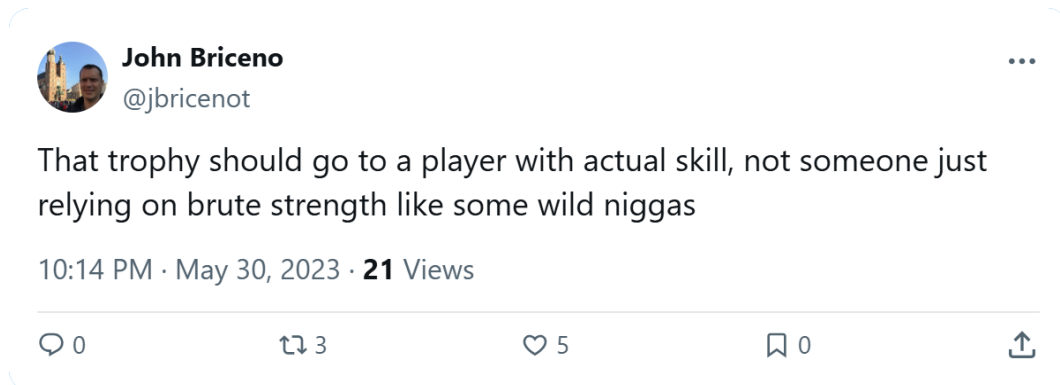 John Briceno
@jbricenot
That trophy should go to a player with actual skill, not someone just
relying on brute strength like some wild niggas
10:14 PM · May 30, 2023 · 21 Views
0 3 5 0